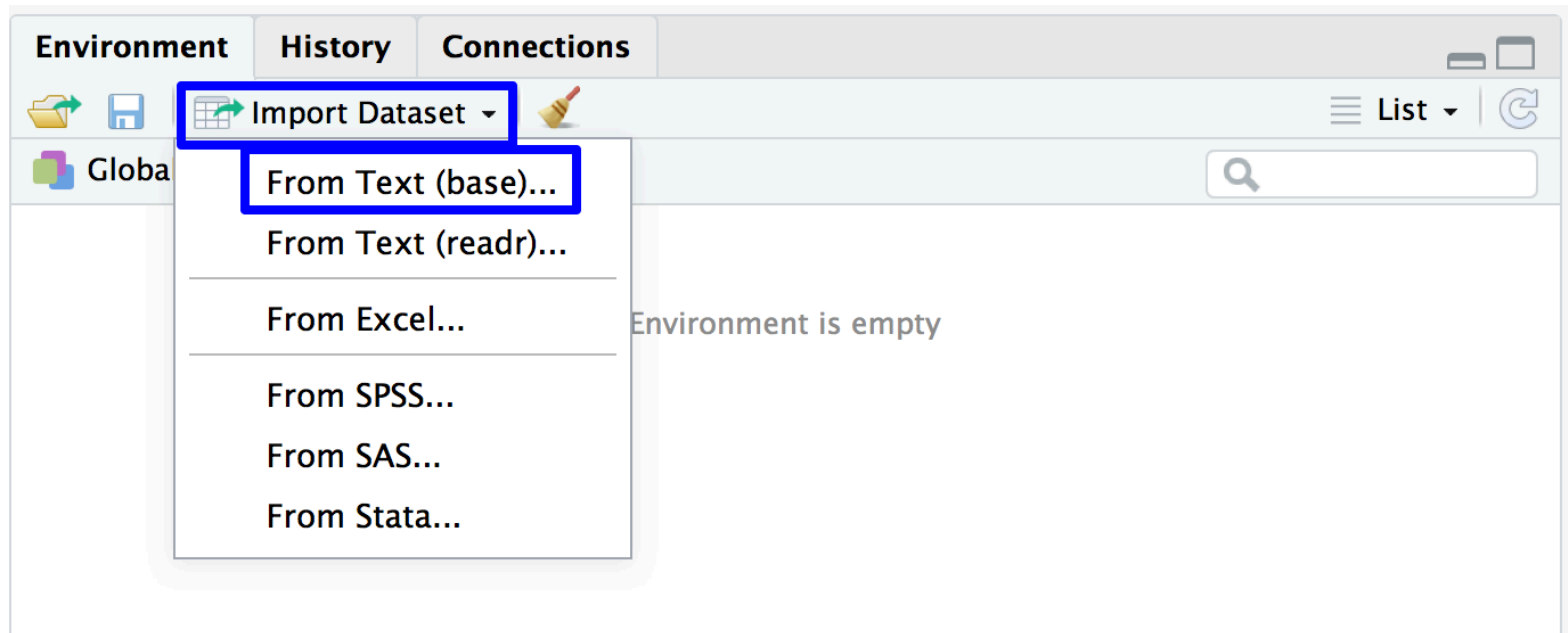 Environment History Connections
Import Dataset List
Globa
From Text (base)...
From Text (readr)...
From Excel...
Environment is empty
From SPSS...
From SAS...
From Stata...